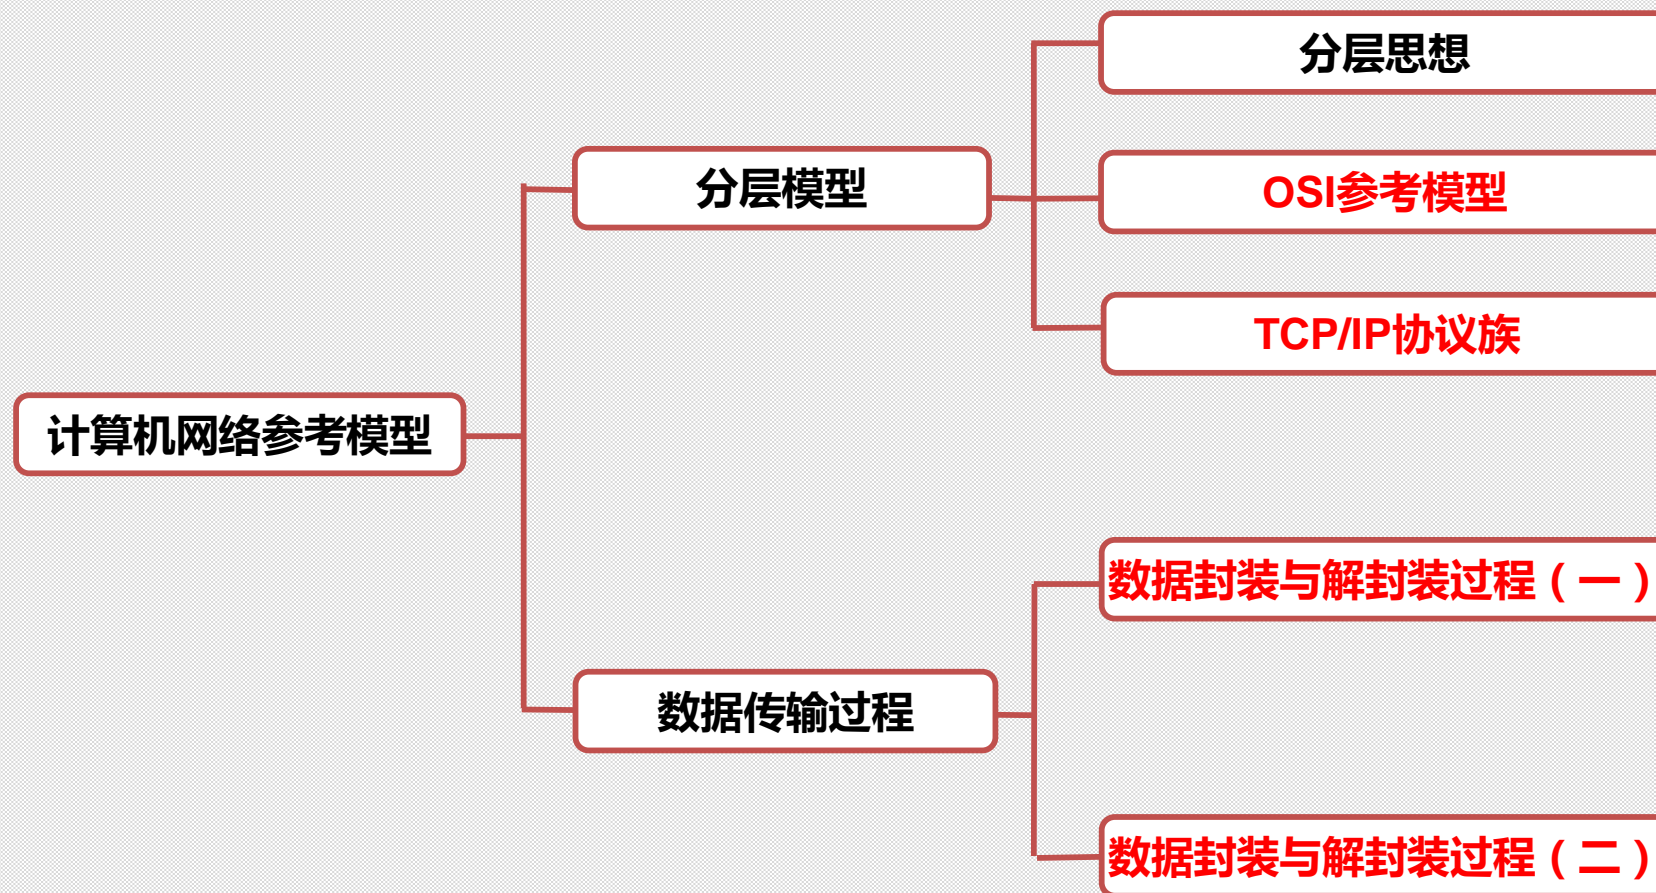 分层思想
分层模型
OSI参考模型
TCP/IP协议族
计算机网络参考模型
数据封装与解封装过程（一）
数据传输过程
数据封装与解封装过程（二）